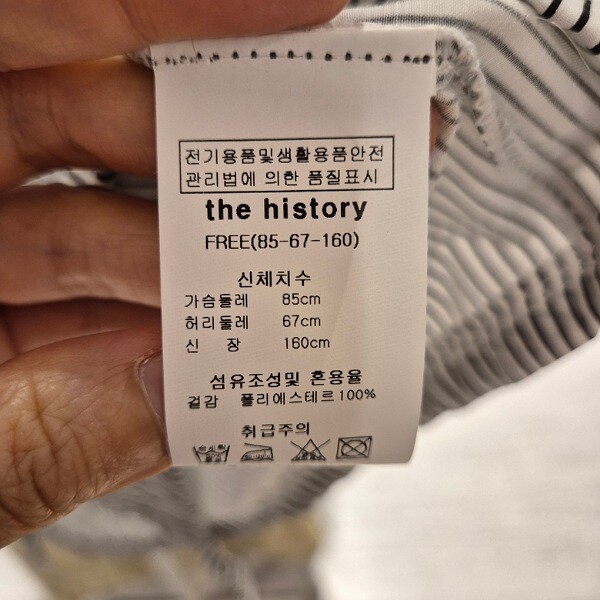 전기용품및생활용품안전
관리법에 의한 품질표시
the history
FREE(85-67-160)
신체치수
가슴둘레 85cm
허리둘레 67cm
신 장 160cm
섬유조성및 혼용율
겉감 폴리에스테르100%
취급주의